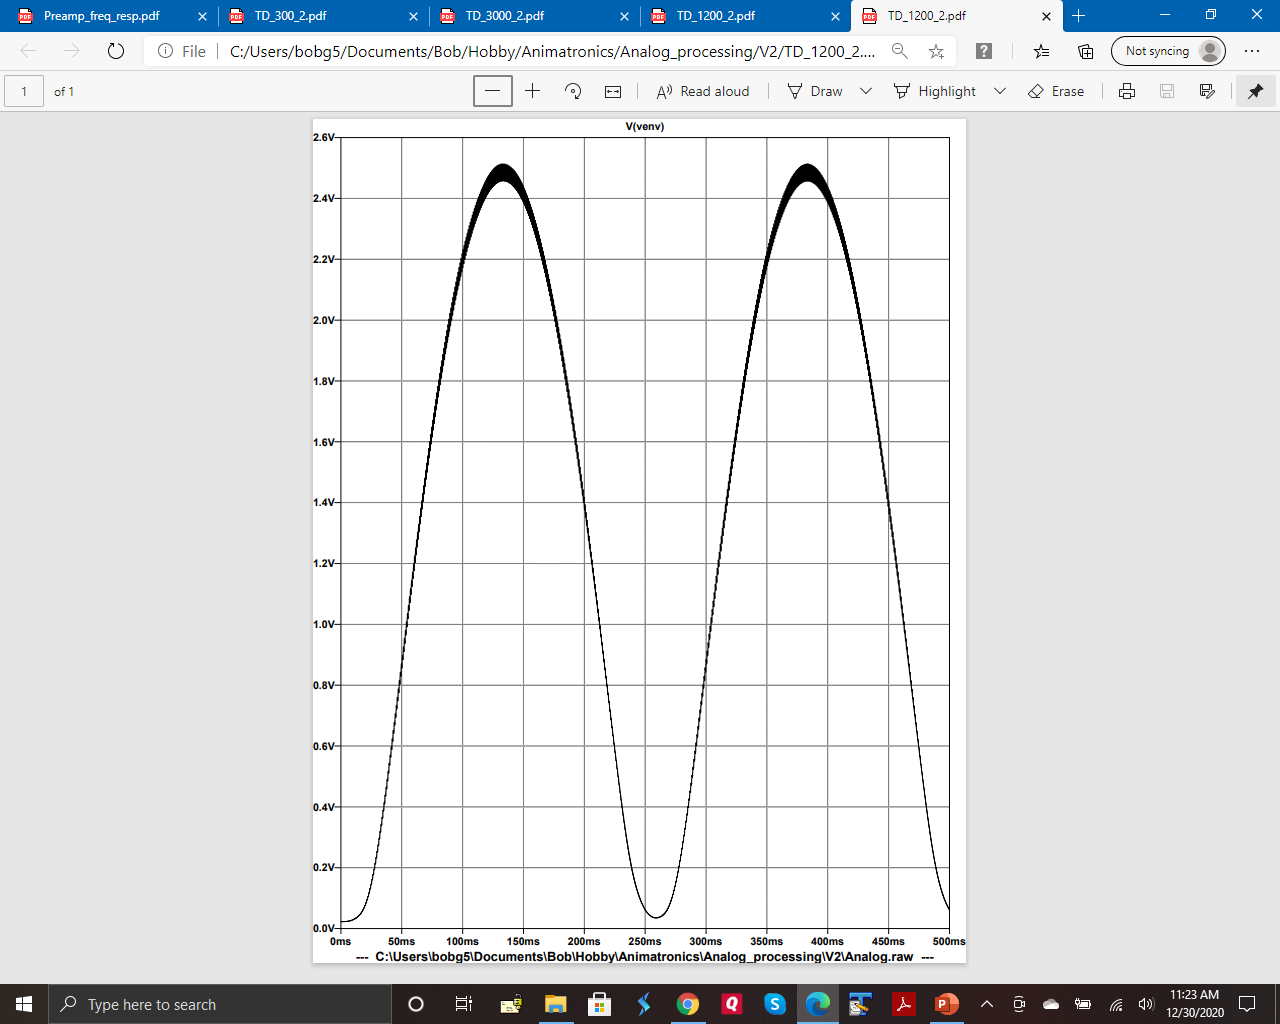 Preamp_freq_resp.pdf
TD_300_2.pdf
TD_3000_2.pdf
TD_1200_2.pdf
TD_1200_2.pdf
File
C:/Users/bobg5/Documents/Bob/Hobby/Animatronics/Analog_processing/V2/TD_1200_2....
Not syncing
1 of 1
Read aloud
Draw
Highlight
Erase
V(venv)
2.6V
2.4V
2.2V
2.0V
1.8V
1.6V
1.4V
1.2V
1.0V
0.8V
0.6V
0.4V
0.2V
0.0V
0ms 50ms 100ms 150ms 200ms 250ms 300ms 350ms 400ms 450ms 500ms
--- C:\Users\bobg5\Documents\Bob\Hobby\Animatronics\Analog_processing\V2\Analog.raw ---
Type here to search
11:23 AM
12/30/2020